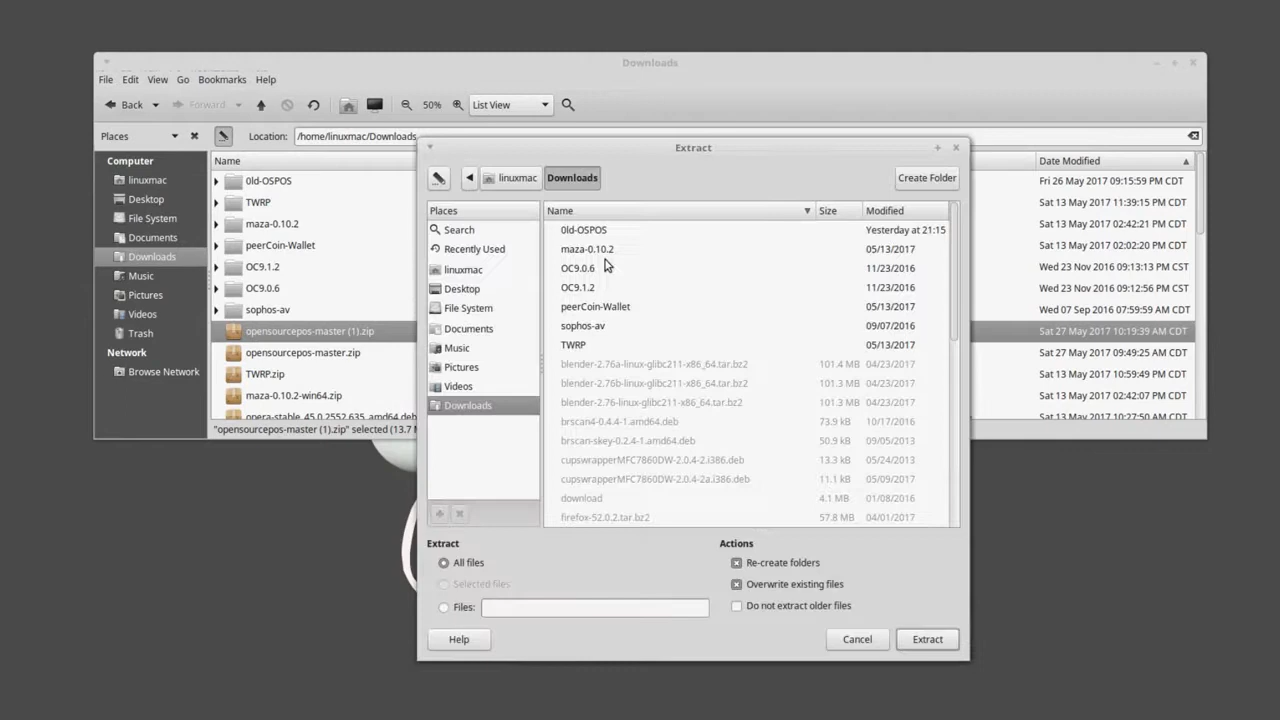 Downloads
File Edit View Go Bookmarks Help
Back Forward 50% List View
Places Location: /home/linuxmac/Downloads
Computer
linuxmac
Desktop
File System
Documents
Downloads
Music
Pictures
Videos
Trash
Network
Browse Network
Name Date Modified
0ld-OSPOS Fri 26 May 2017 09:15:59 PM CDT
TWRP Sat 13 May 2017 11:39:15 PM CDT
maza-0.10.2 Sat 13 May 2017 02:42:21 PM CDT
peerCoin-Wallet Sat 13 May 2017 02:02:20 PM CDT
OC9.1.2 Wed 23 Nov 2016 09:13:13 PM CST
OC9.0.6 Wed 23 Nov 2016 09:12:56 PM CST
sophos-av Wed 07 Sep 2016 07:59:59 AM CDT
opensourcepos-master (1).zip Sat 27 May 2017 10:19:39 AM CDT
opensourcepos-master.zip Sat 27 May 2017 09:49:25 AM CDT
TWRP.zip Sat 13 May 2017 10:59:49 PM CDT
maza-0.10.2-win64.zip Sat 13 May 2017 02:42:07 PM CDT
opera-stable_45.0.2552.635_amd64.deb Sat 27 May 2017 10:27:50 AM CDT
"opensourcepos-master (1).zip" selected (13.7 M
Extract
linuxmac Downloads Create Folder
Places
Search
Recently Used
linuxmac
Desktop
File System
Documents
Music
Pictures
Videos
Downloads
Name Size Modified
0ld-OSPOS Yesterday at 21:15
maza-0.10.2 05/13/2017
OC9.0.6 11/23/2016
OC9.1.2 11/23/2016
peerCoin-Wallet 05/13/2017
sophos-av 09/07/2016
TWRP 05/13/2017
blender-2.76a-linux-glibc211-x86_64.tar.bz2 101.4 MB 04/23/2017
blender-2.76b-linux-glibc211-x86_64.tar.bz2 101.3 MB 04/23/2017
blender-2.76-linux-glibc211-x86_64.tar.bz2 101.3 MB 04/23/2017
brscan4-0.4.4-1.amd64.deb 73.9 kB 10/17/2016
brscan-skey-0.2.4-1.amd64.deb 50.9 kB 09/05/2013
cupswrapperMFC7860DW-2.0.4-2.i386.deb 13.3 kB 05/24/2013
cupswrapperMFC7860DW-2.0.4-2a.i386.deb 11.1 kB 05/09/2017
download 4.1 MB 01/08/2016
firefox-52.0.2.tar.bz2 57.8 MB 04/01/2017
Extract
All files
Selected files
Files:
Actions
Re-create folders
Overwrite existing files
Do not extract older files
Help Cancel Extract